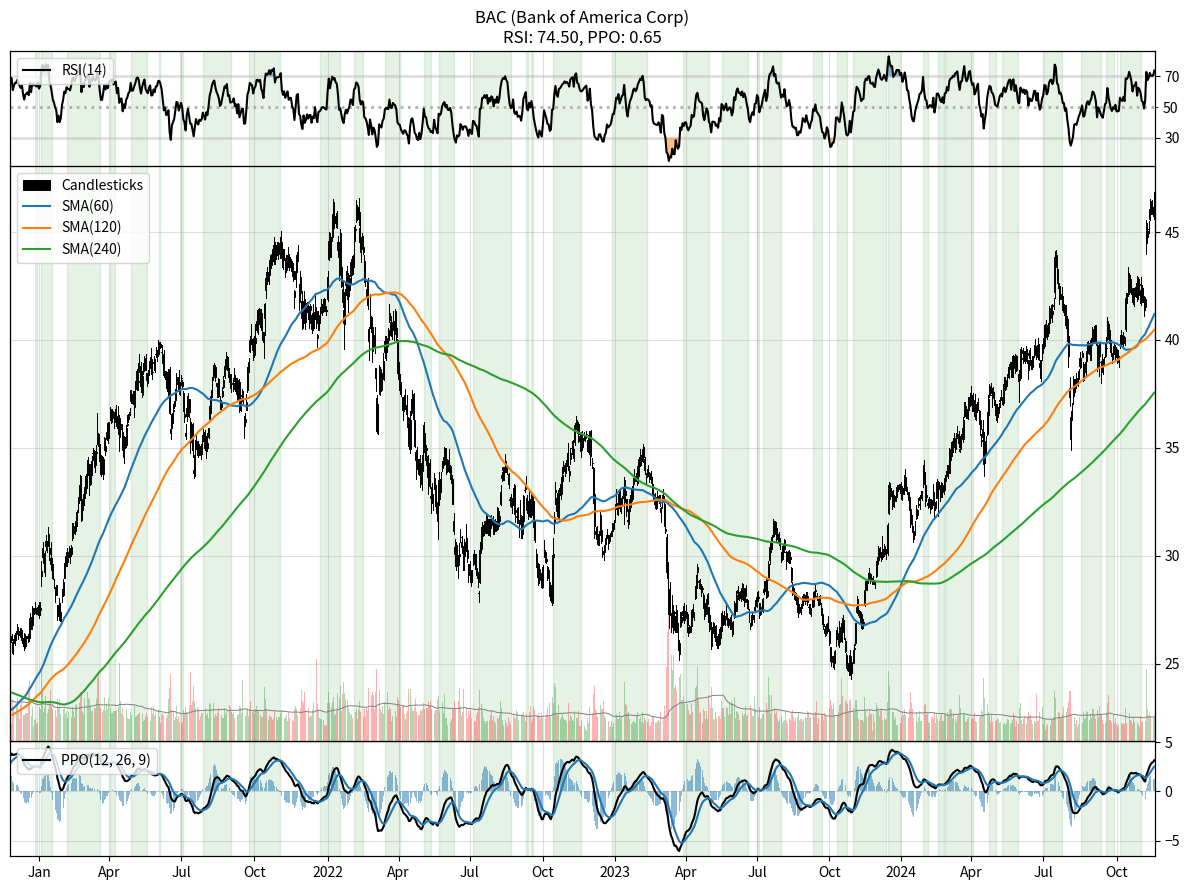 BAC (Bank of America Corp)
RSI: 74.50, PPO: 0.65
RSI(14)
70
50
30
Candlesticks
SMA(60)
SMA(120)
SMA(240)
45
40
35
30
25
PPO(12, 26, 9)
5
0
−5
Jan Apr Jul Oct 2022 Apr Jul Oct 2023 Apr Jul Oct 2024 Apr Jul Oct